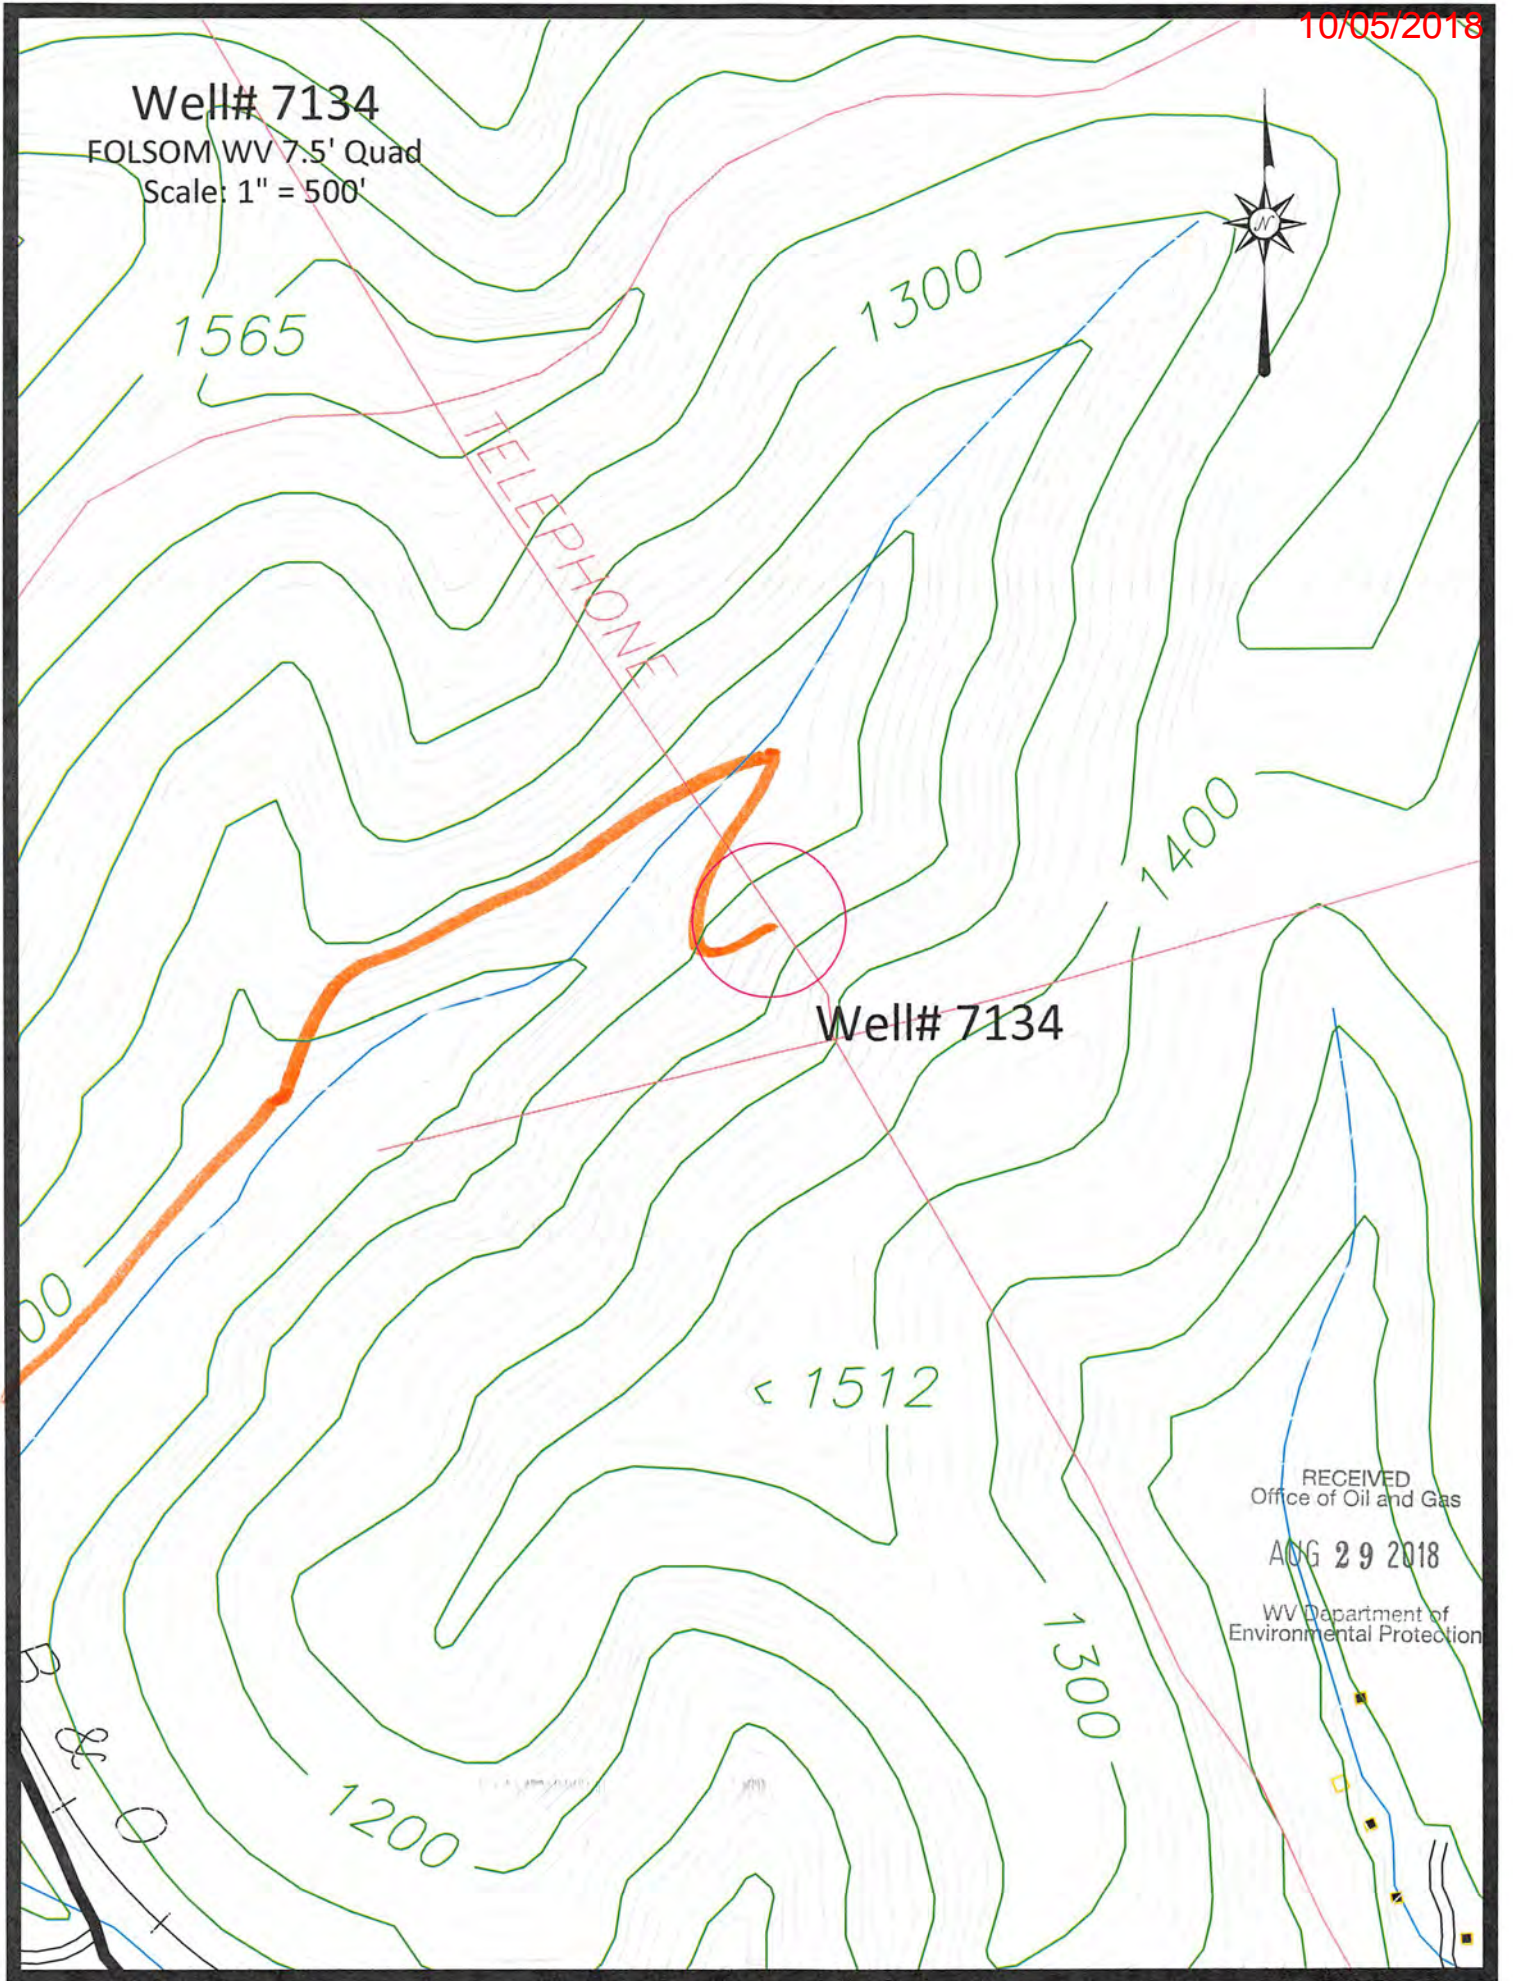 10/05/2018
Well# 7134
FOLSOM WV 7.5' Quad
Scale: 1" = 500'
N
1300
1565
TELEPHONE
1400
Well# 7134
00
< 1512
RECEIVED
Office of Oil and Gas
AUG 29 2018
WV Department of
Environmental Protection
1300
B & O
1200